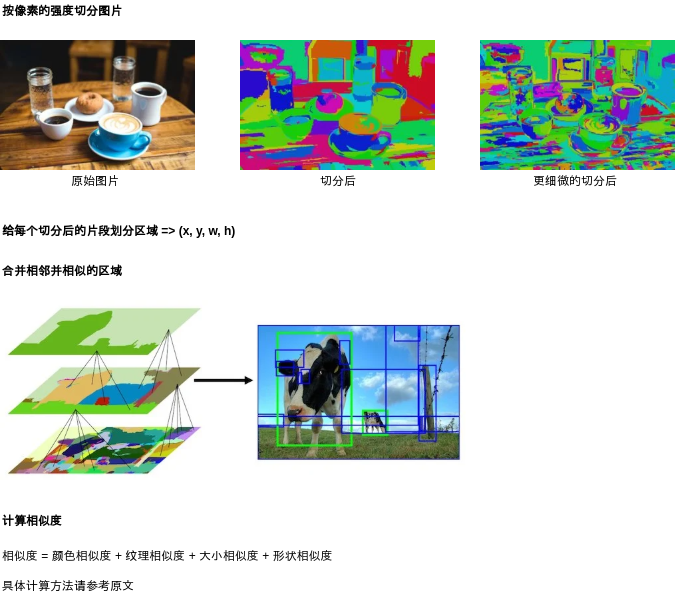 按像素的强度切分图片
原始图片
切分后
更细微的切分后
给每个切分后的片段划分区域 => (x, y, w, h)
合并相邻并相似的区域
计算相似度
相似度 = 颜色相似度 + 纹理相似度 + 大小相似度 + 形状相似度
具体计算方法请参考原文